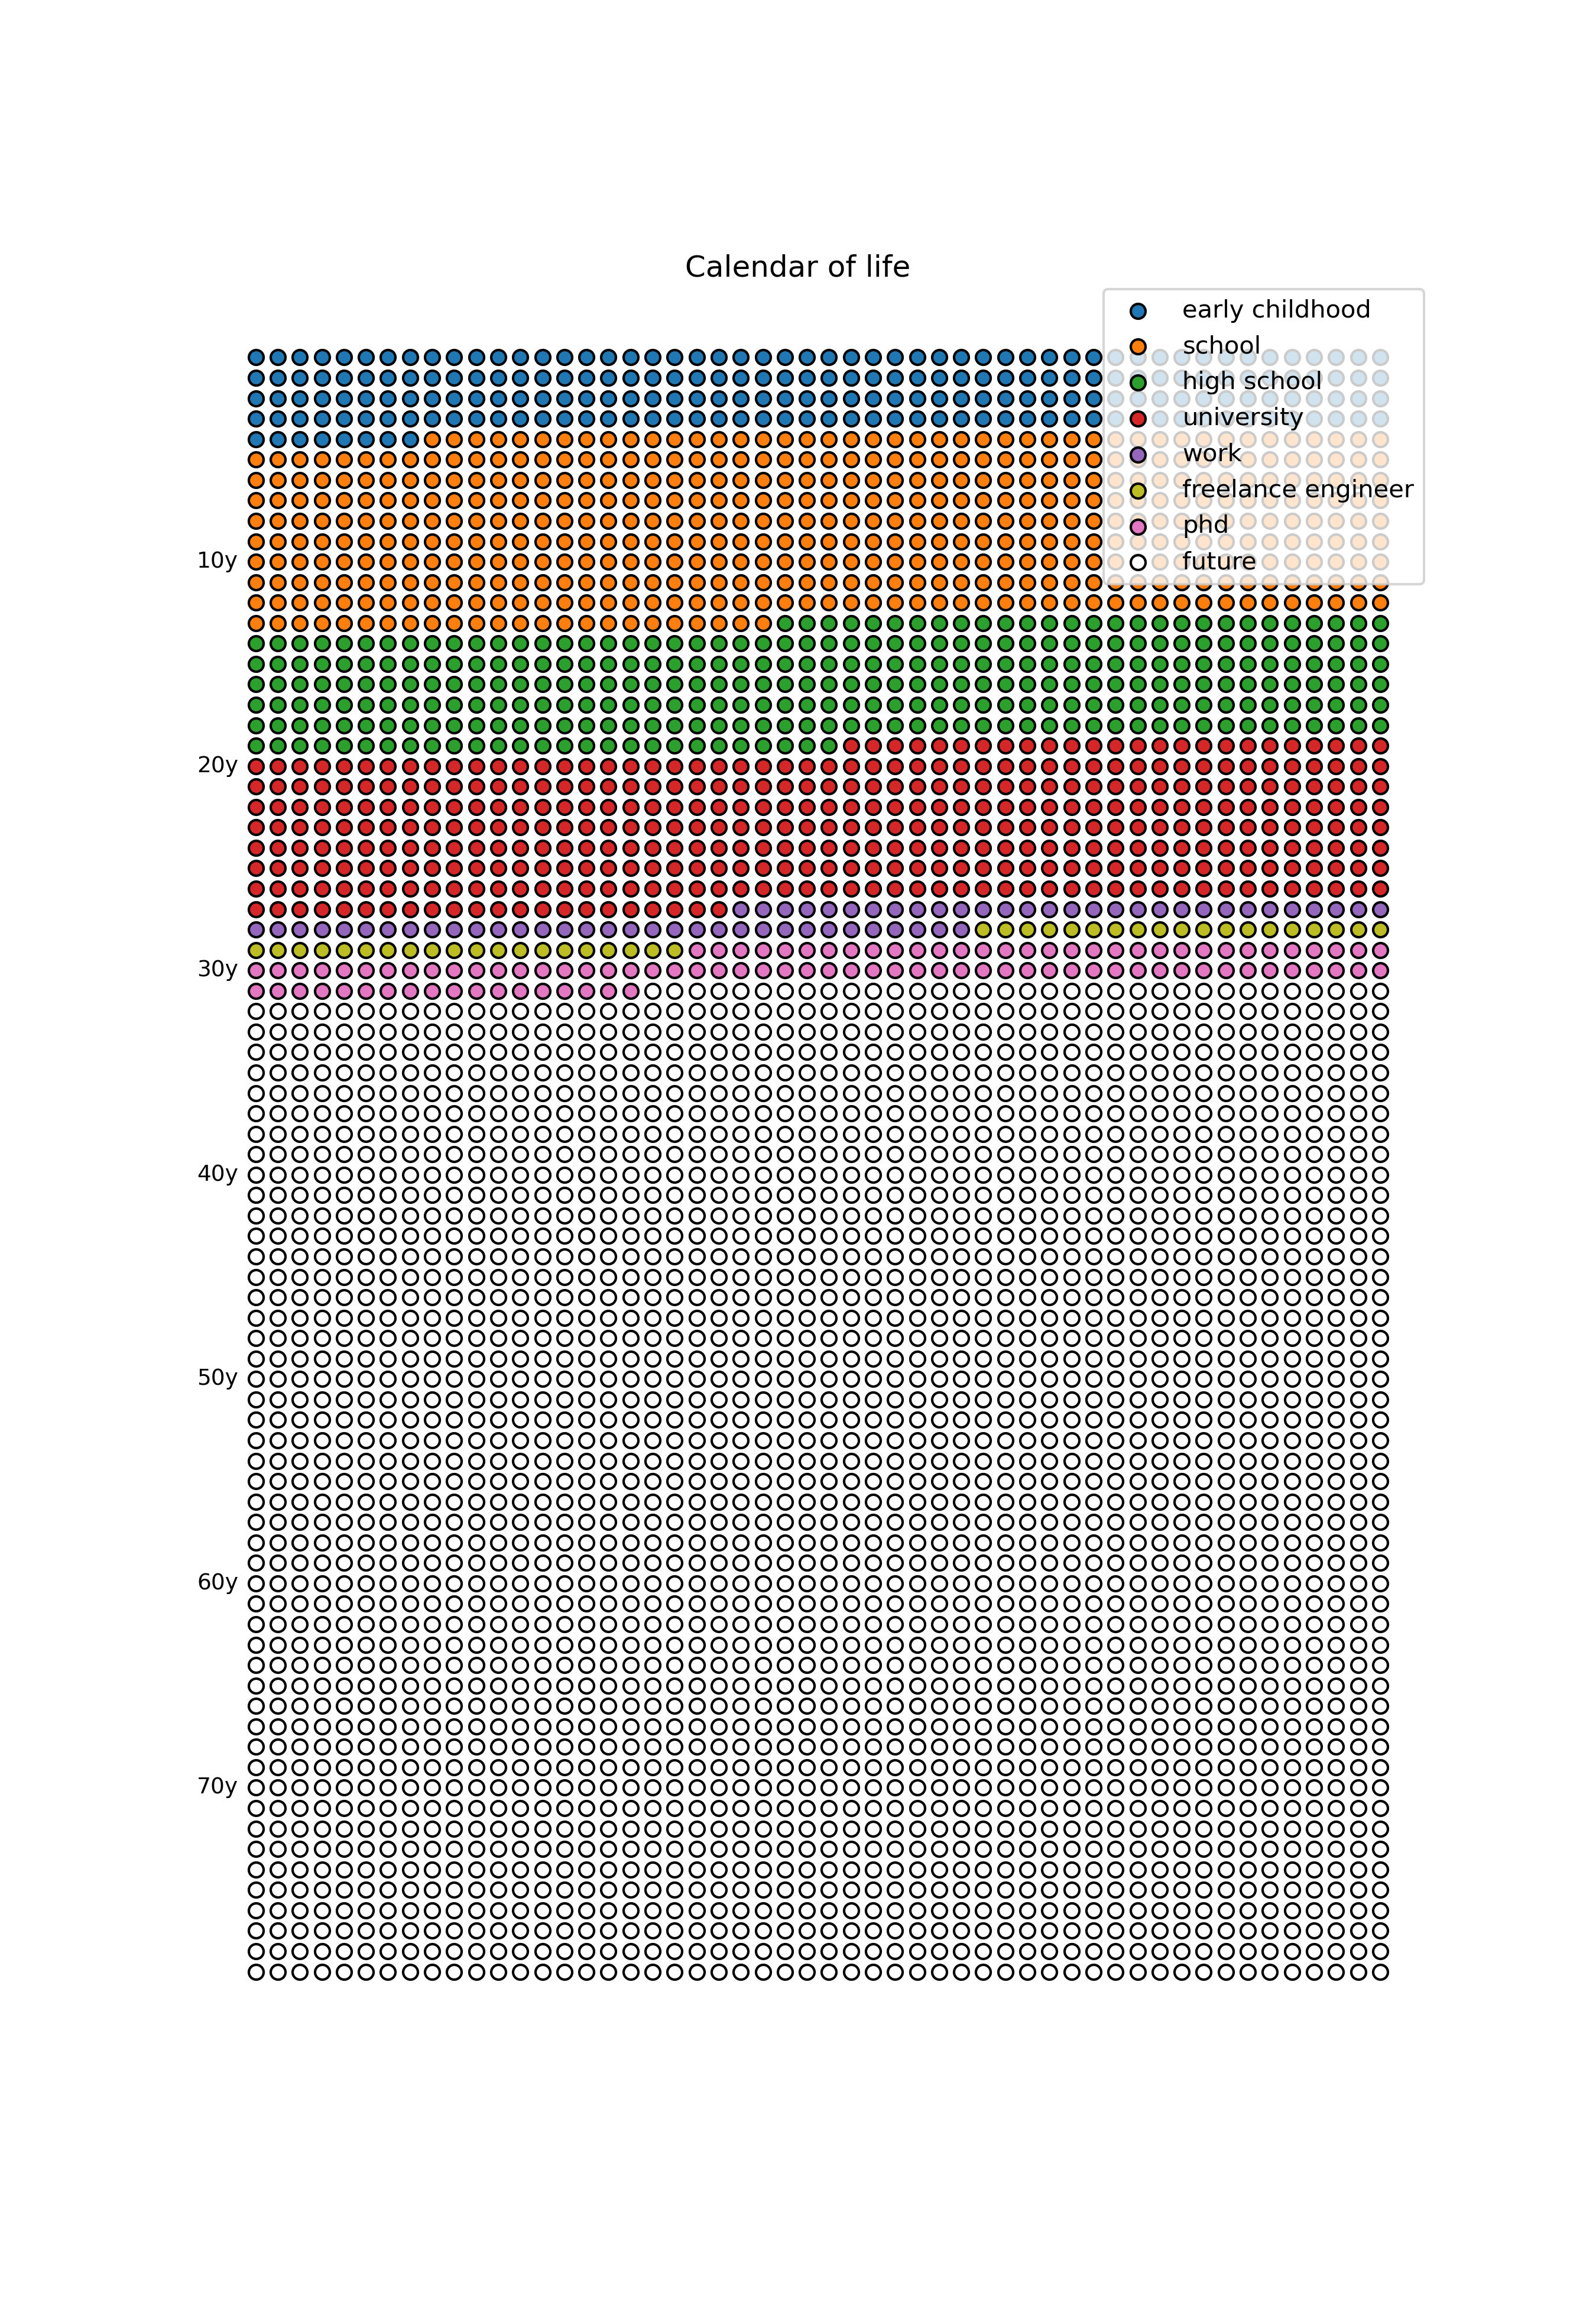 Calendar of life
early childhood
school
high school
university
work
freelance engineer
phd
future
10y
20y
30y
40y
50y
60y
70y